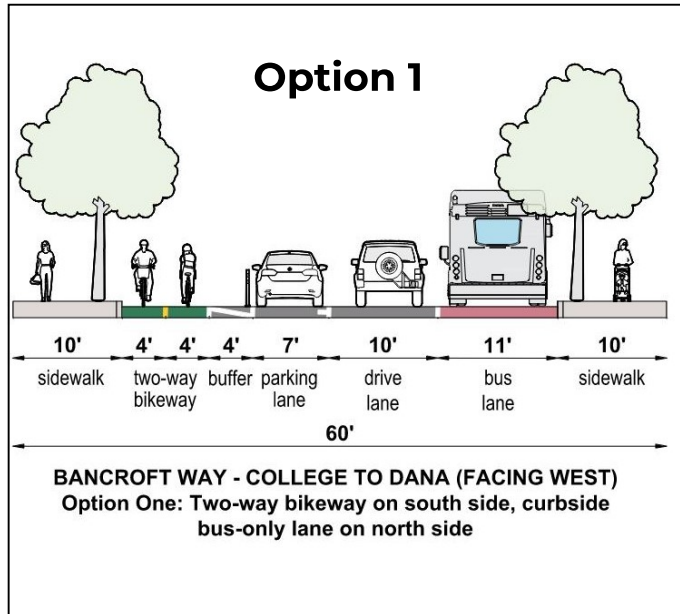 Option 1
10' 4' 4' 4' 7' 10' 11' 10'
sidewalk two-way buffer parking drive bus sidewalk
bikeway lane lane lane
60'
BANCROFT WAY - COLLEGE TO DANA (FACING WEST)
Option One: Two-way bikeway on south side, curbside
bus-only lane on north side